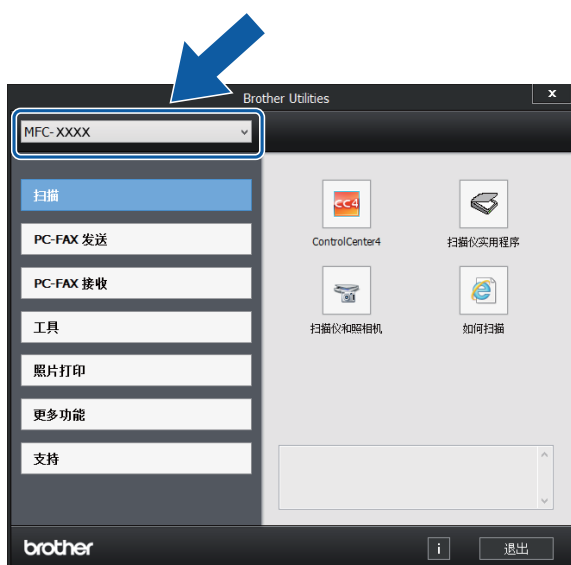 Brother Utilities
x
MFC-XXXX
扫描
PC-FAX 发送
PC-FAX 接收
工具
照片打印
更多功能
支持
CC4
ControlCenter4
扫描仪实用程序
扫描仪和照相机
如何扫描
brother
i
退出